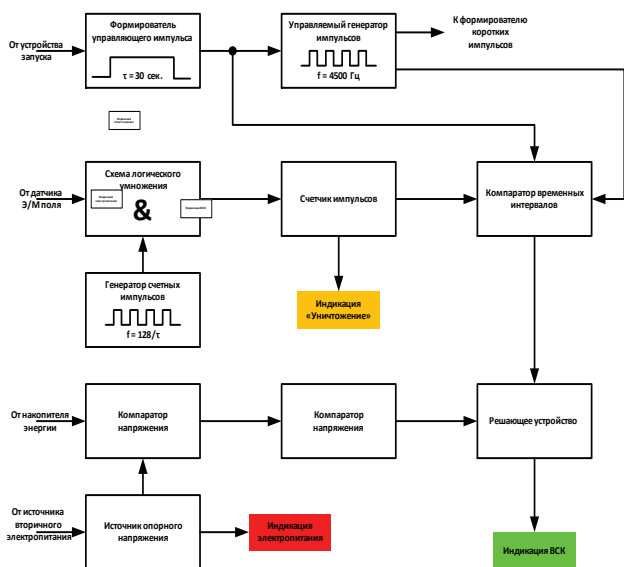 От устройства
запуска
Формирователь
управляющего импульса
τ = 30 сек.
Управляемый генератор
импульсов
f = 4500 Гц
К формирователю
коротких
импульсов
От датчика
Э/М поля
Схема логического
умножения
&
Счетчик импульсов
Компаратор временных
интервалов
Генератор счетных
импульсов
f = 128/τ
Индикация
«Уничтожение»
От накопителя
энергии
Компаратор
напряжения
Компаратор
напряжения
Решающее устройство
От источника
вторичного
электропитания
Источник опорного
напряжения
Индикация
электропитания
Индикация ВСК